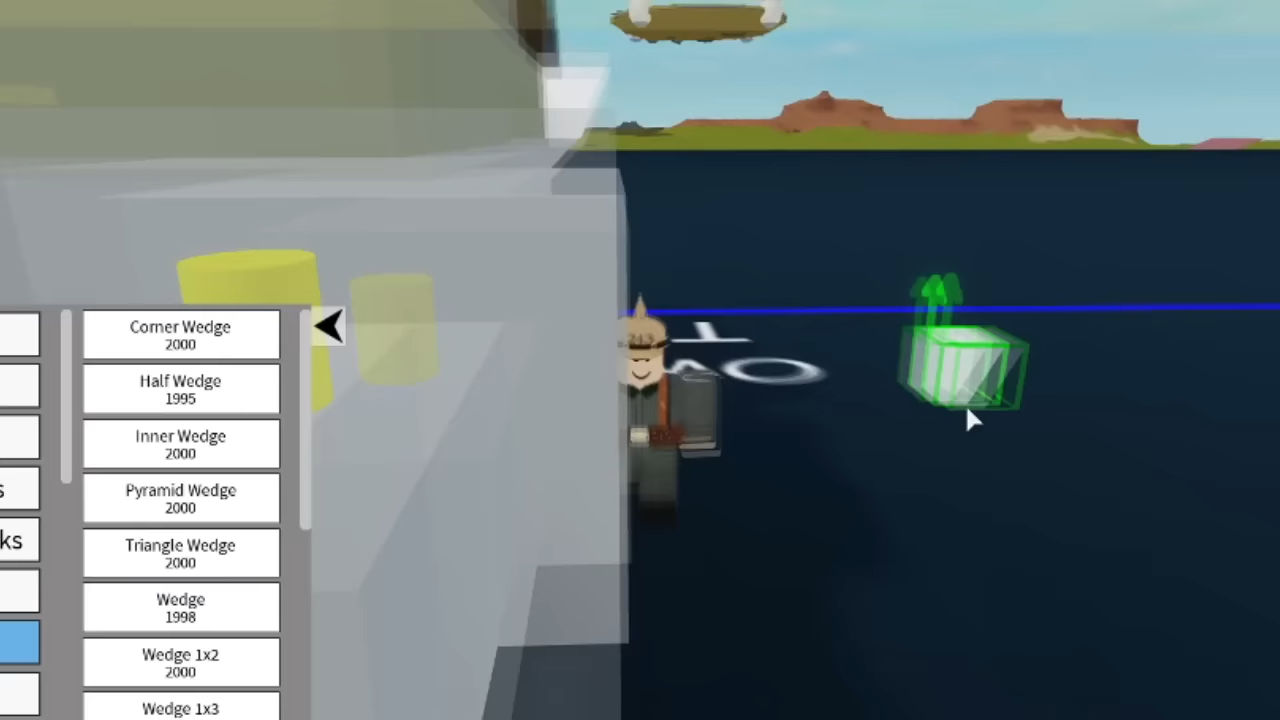 Corner Wedge
2000
Half Wedge
1995
Inner Wedge
2000
Pyramid Wedge
2000
Triangle Wedge
2000
Wedge
1998
Wedge 1x2
2000
Wedge 1x3
s
ks